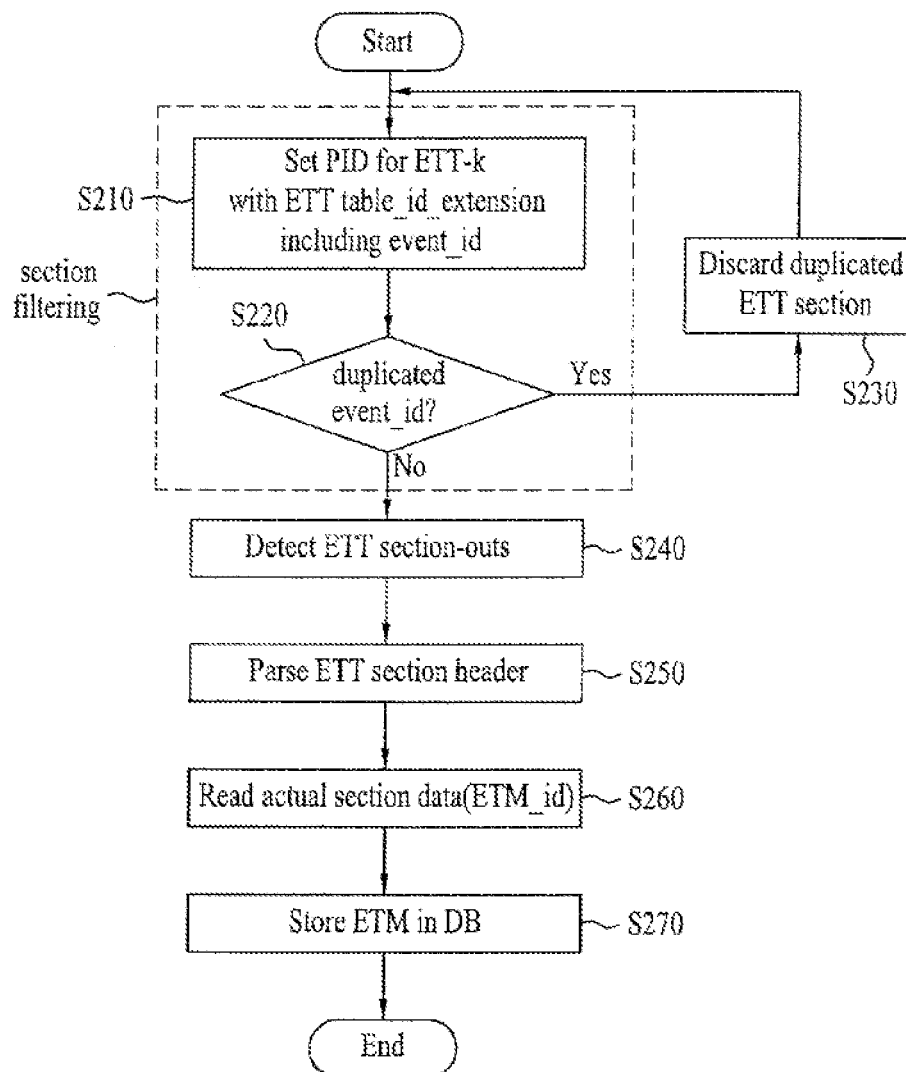 Start
Set PID for ETT-k
with ETT table_id_extension
including event_id
S210
section
filtering
Discard duplicated
ETT section
S230
S220
duplicated
event_id?
Yes
No
Detect ETT section-outs
S240
Parse ETT section header
S250
Read actual section data(ETM_id)
S260
Store ETM in DB
S270
End